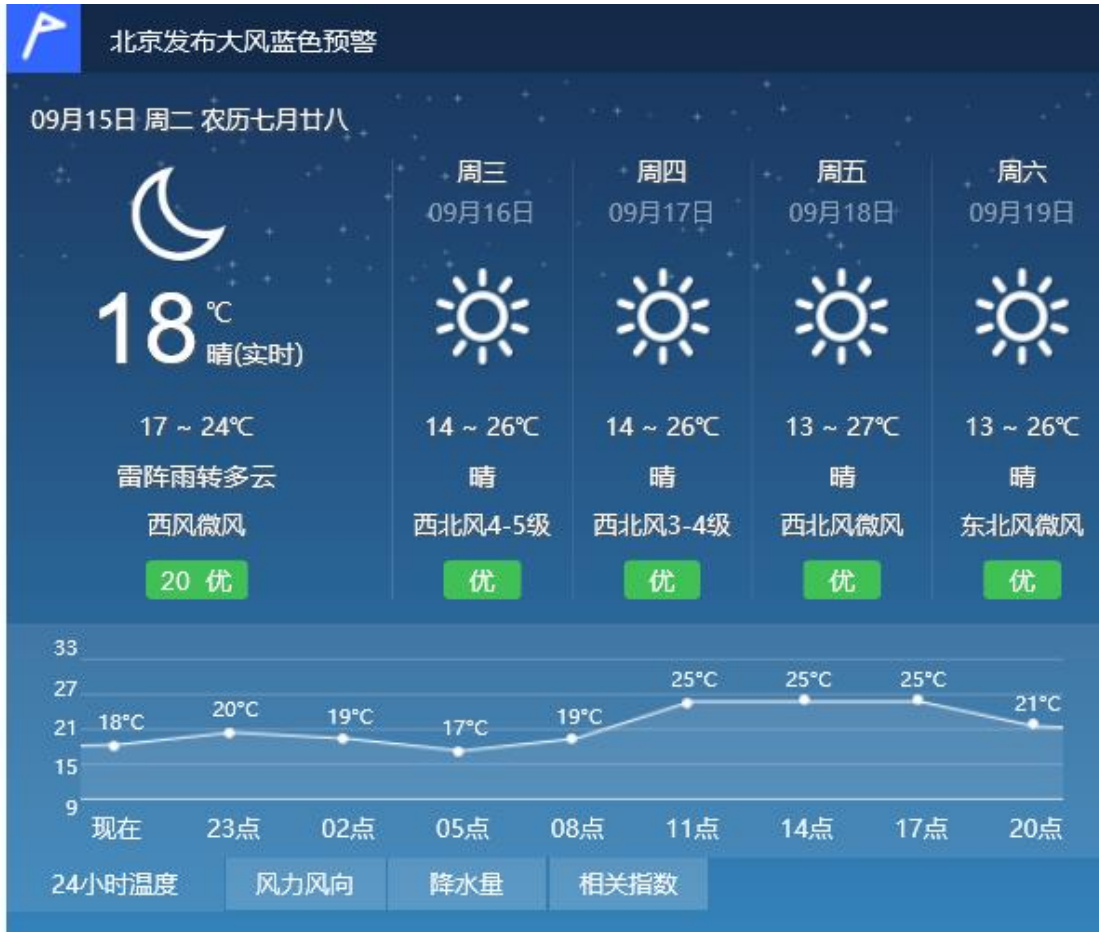 北京发布大风蓝色预警
09月15日 周二 农历七月廿八
18 ℃
晴(实时)
17 ~ 24℃
雷阵雨转多云
西风微风
20 优
周三
09月16日
14 ~ 26℃
晴
西北风4-5级
优
周四
09月17日
14 ~ 26℃
晴
西北风3-4级
优
周五
09月18日
13 ~ 27℃
晴
西北风微风
优
周六
09月19日
13 ~ 26℃
晴
东北风微风
优
33
27
21
15
9
18°C 20°C 19°C 17°C 19°C 25°C 25°C 25°C 21°C
现在 23点 02点 05点 08点 11点 14点 17点 20点
24小时温度 风力风向 降水量 相关指数